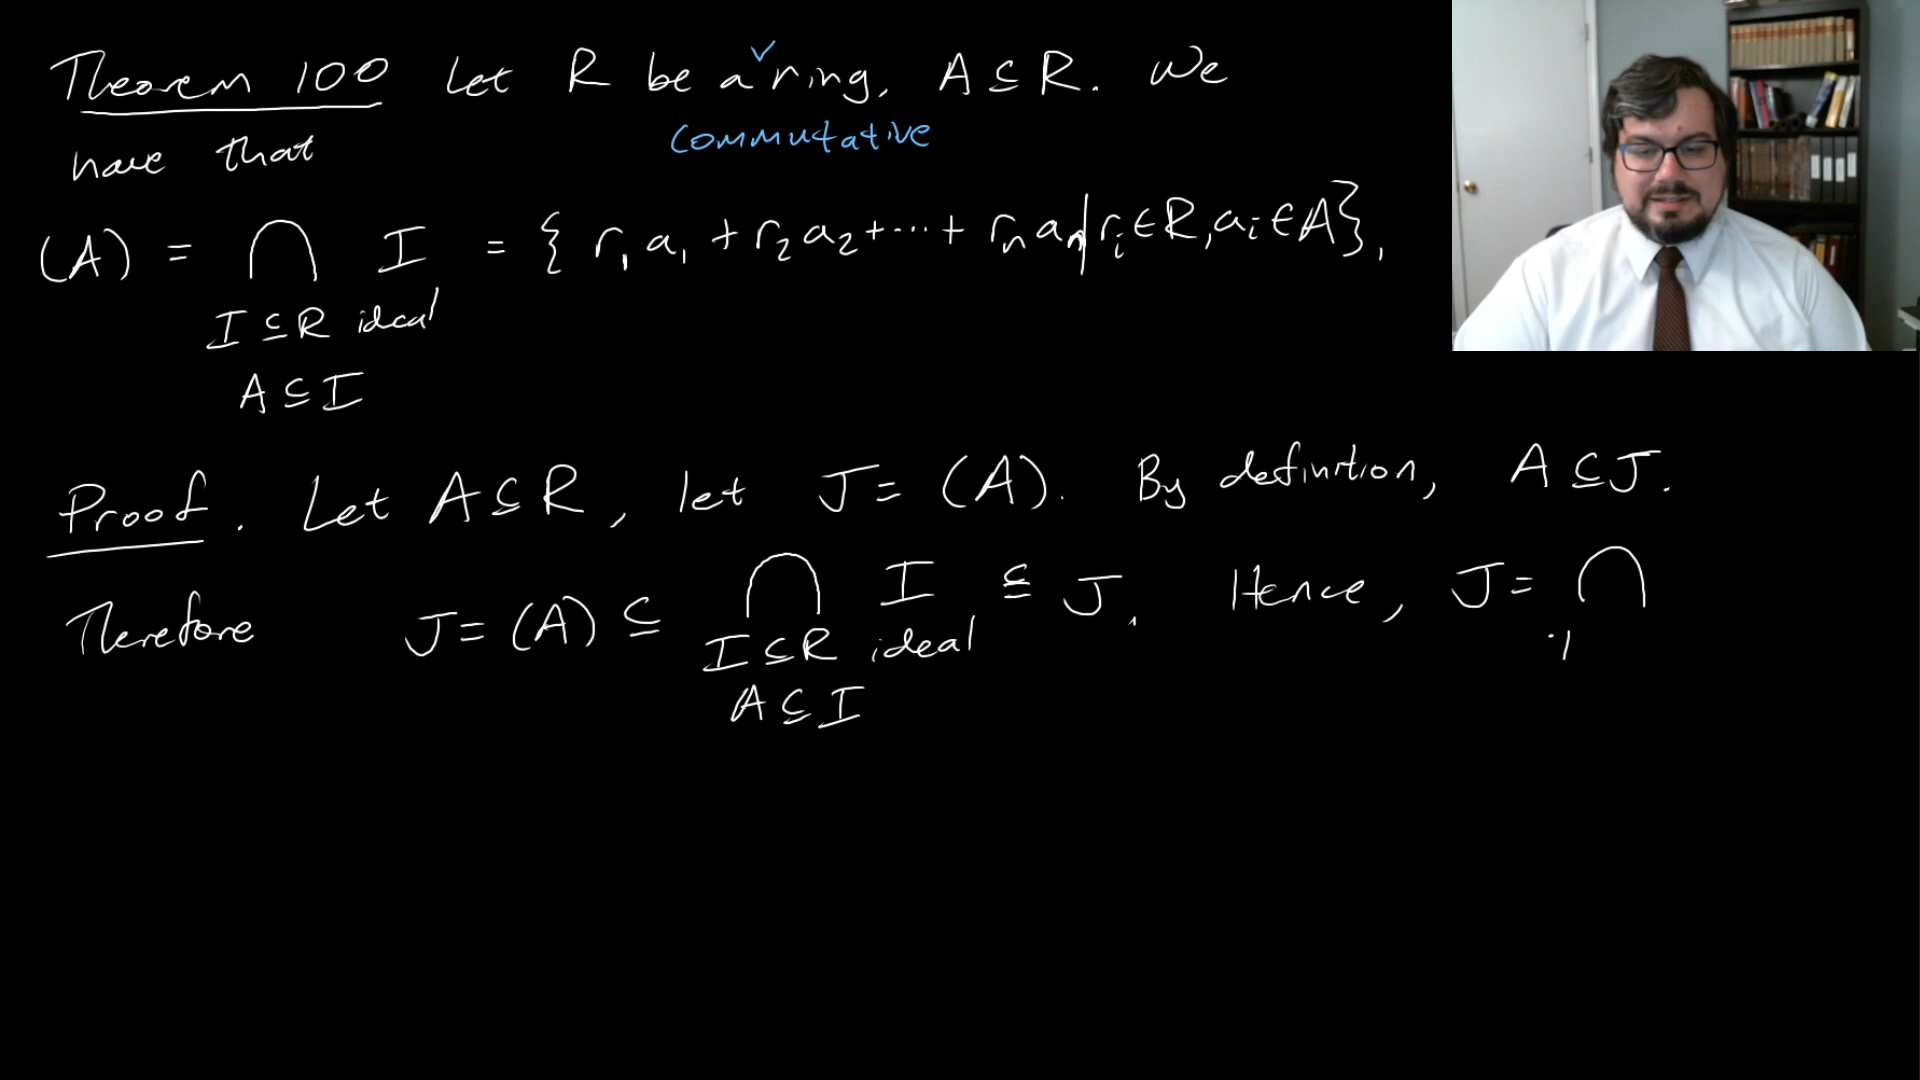 Theorem 100 Let R be a ✓ ring, A ⊆ R. We
commutative
have that
(A) = ⋂ I = { r₁a₁ + r₂a₂ + ⋯ + rₙaₙ | rᵢ ∈ R, aᵢ ∈ A }.
I ⊆ R ideal
A ⊆ I
Proof. Let A ⊆ R, let J = (A). By definition, A ⊆ J.
Therefore J = (A) ⊆ ⋂ I ⊆ J. Hence, J = ⋂
I ⊆ R ideal
A ⊆ I